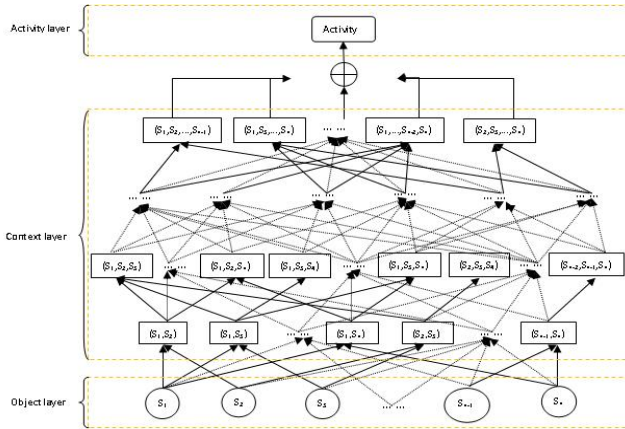 Activity layer
Activity
(S₁,S₂,...,Sₙ₋₁) (S₁,S₃,...,Sₙ) ... ... (S₁,...,Sₙ₋₂,Sₙ) (S₂,S₃,...,Sₙ)
... ... ... ... ... ... ... ... ... ... ... ...
Context layer
(S₁,S₂,S₃) ... ... (S₁,S₂,Sₙ) (S₁,S₃,S₄) ... ... (S₁,S₃,Sₙ) (S₂,S₃,S₄) ... ... (Sₙ₋₂,Sₙ₋₁,Sₙ)
(S₁,S₂) (S₁,S₃) ... ... (S₁,Sₙ) (S₂,S₃) ... ... (Sₙ₋₁,Sₙ)
Object layer
S₁ S₂ S₃ ... ... Sₙ₋₁ Sₙ